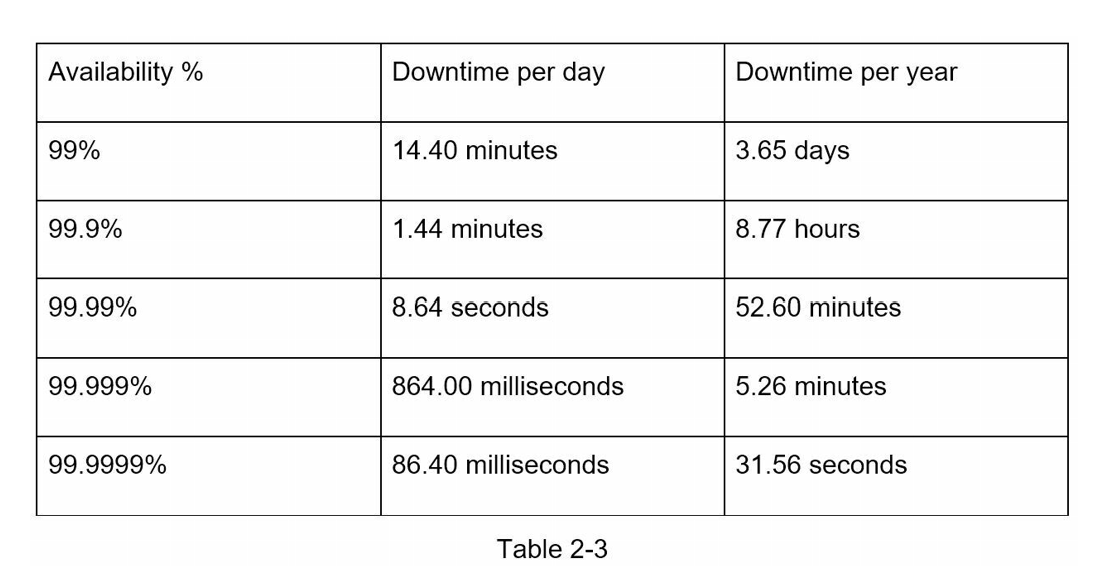 Availability % Downtime per day Downtime per year
99% 14.40 minutes 3.65 days
99.9% 1.44 minutes 8.77 hours
99.99% 8.64 seconds 52.60 minutes
99.999% 864.00 milliseconds 5.26 minutes
99.9999% 86.40 milliseconds 31.56 seconds
Table 2-3